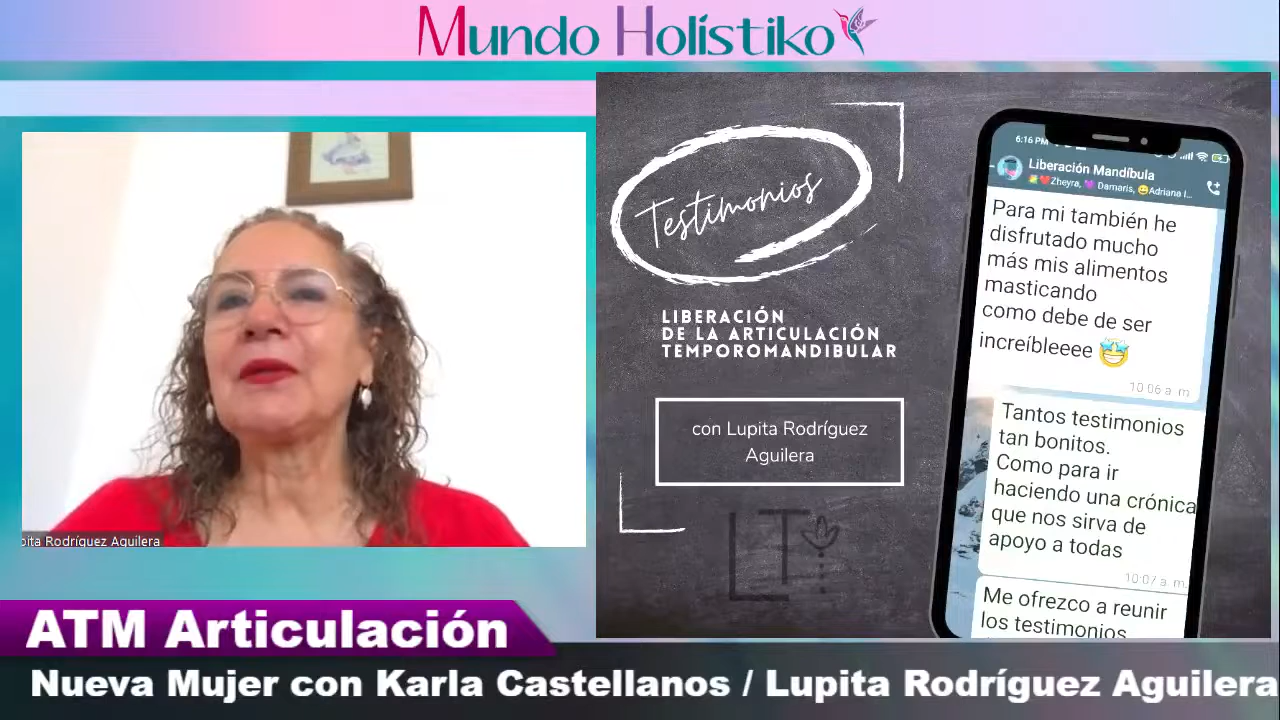 Mundo Holístiko
Testimonios
LIBERACIÓN
DE LA ARTICULACIÓN
TEMPOROMANDIBULAR
con Lupita Rodríguez
Aguilera
LT
6:16 PM
Liberación Mandíbula
Zheyra, 💜 Damaris, 😄Adriana I...
Para mi también he
disfrutado mucho
más mis alimentos
masticando
como debe de ser
increíbleeee 🤩
10:06 a. m.
Tantos testimonios
tan bonitos.
Como para ir
haciendo una crónica
que nos sirva de
apoyo a todas
10:07 a. m.
Me ofrezco a reunir
los testimonios
pita Rodríguez Aguilera
ATM Articulación
Nueva Mujer con Karla Castellanos / Lupita Rodríguez Aguilera